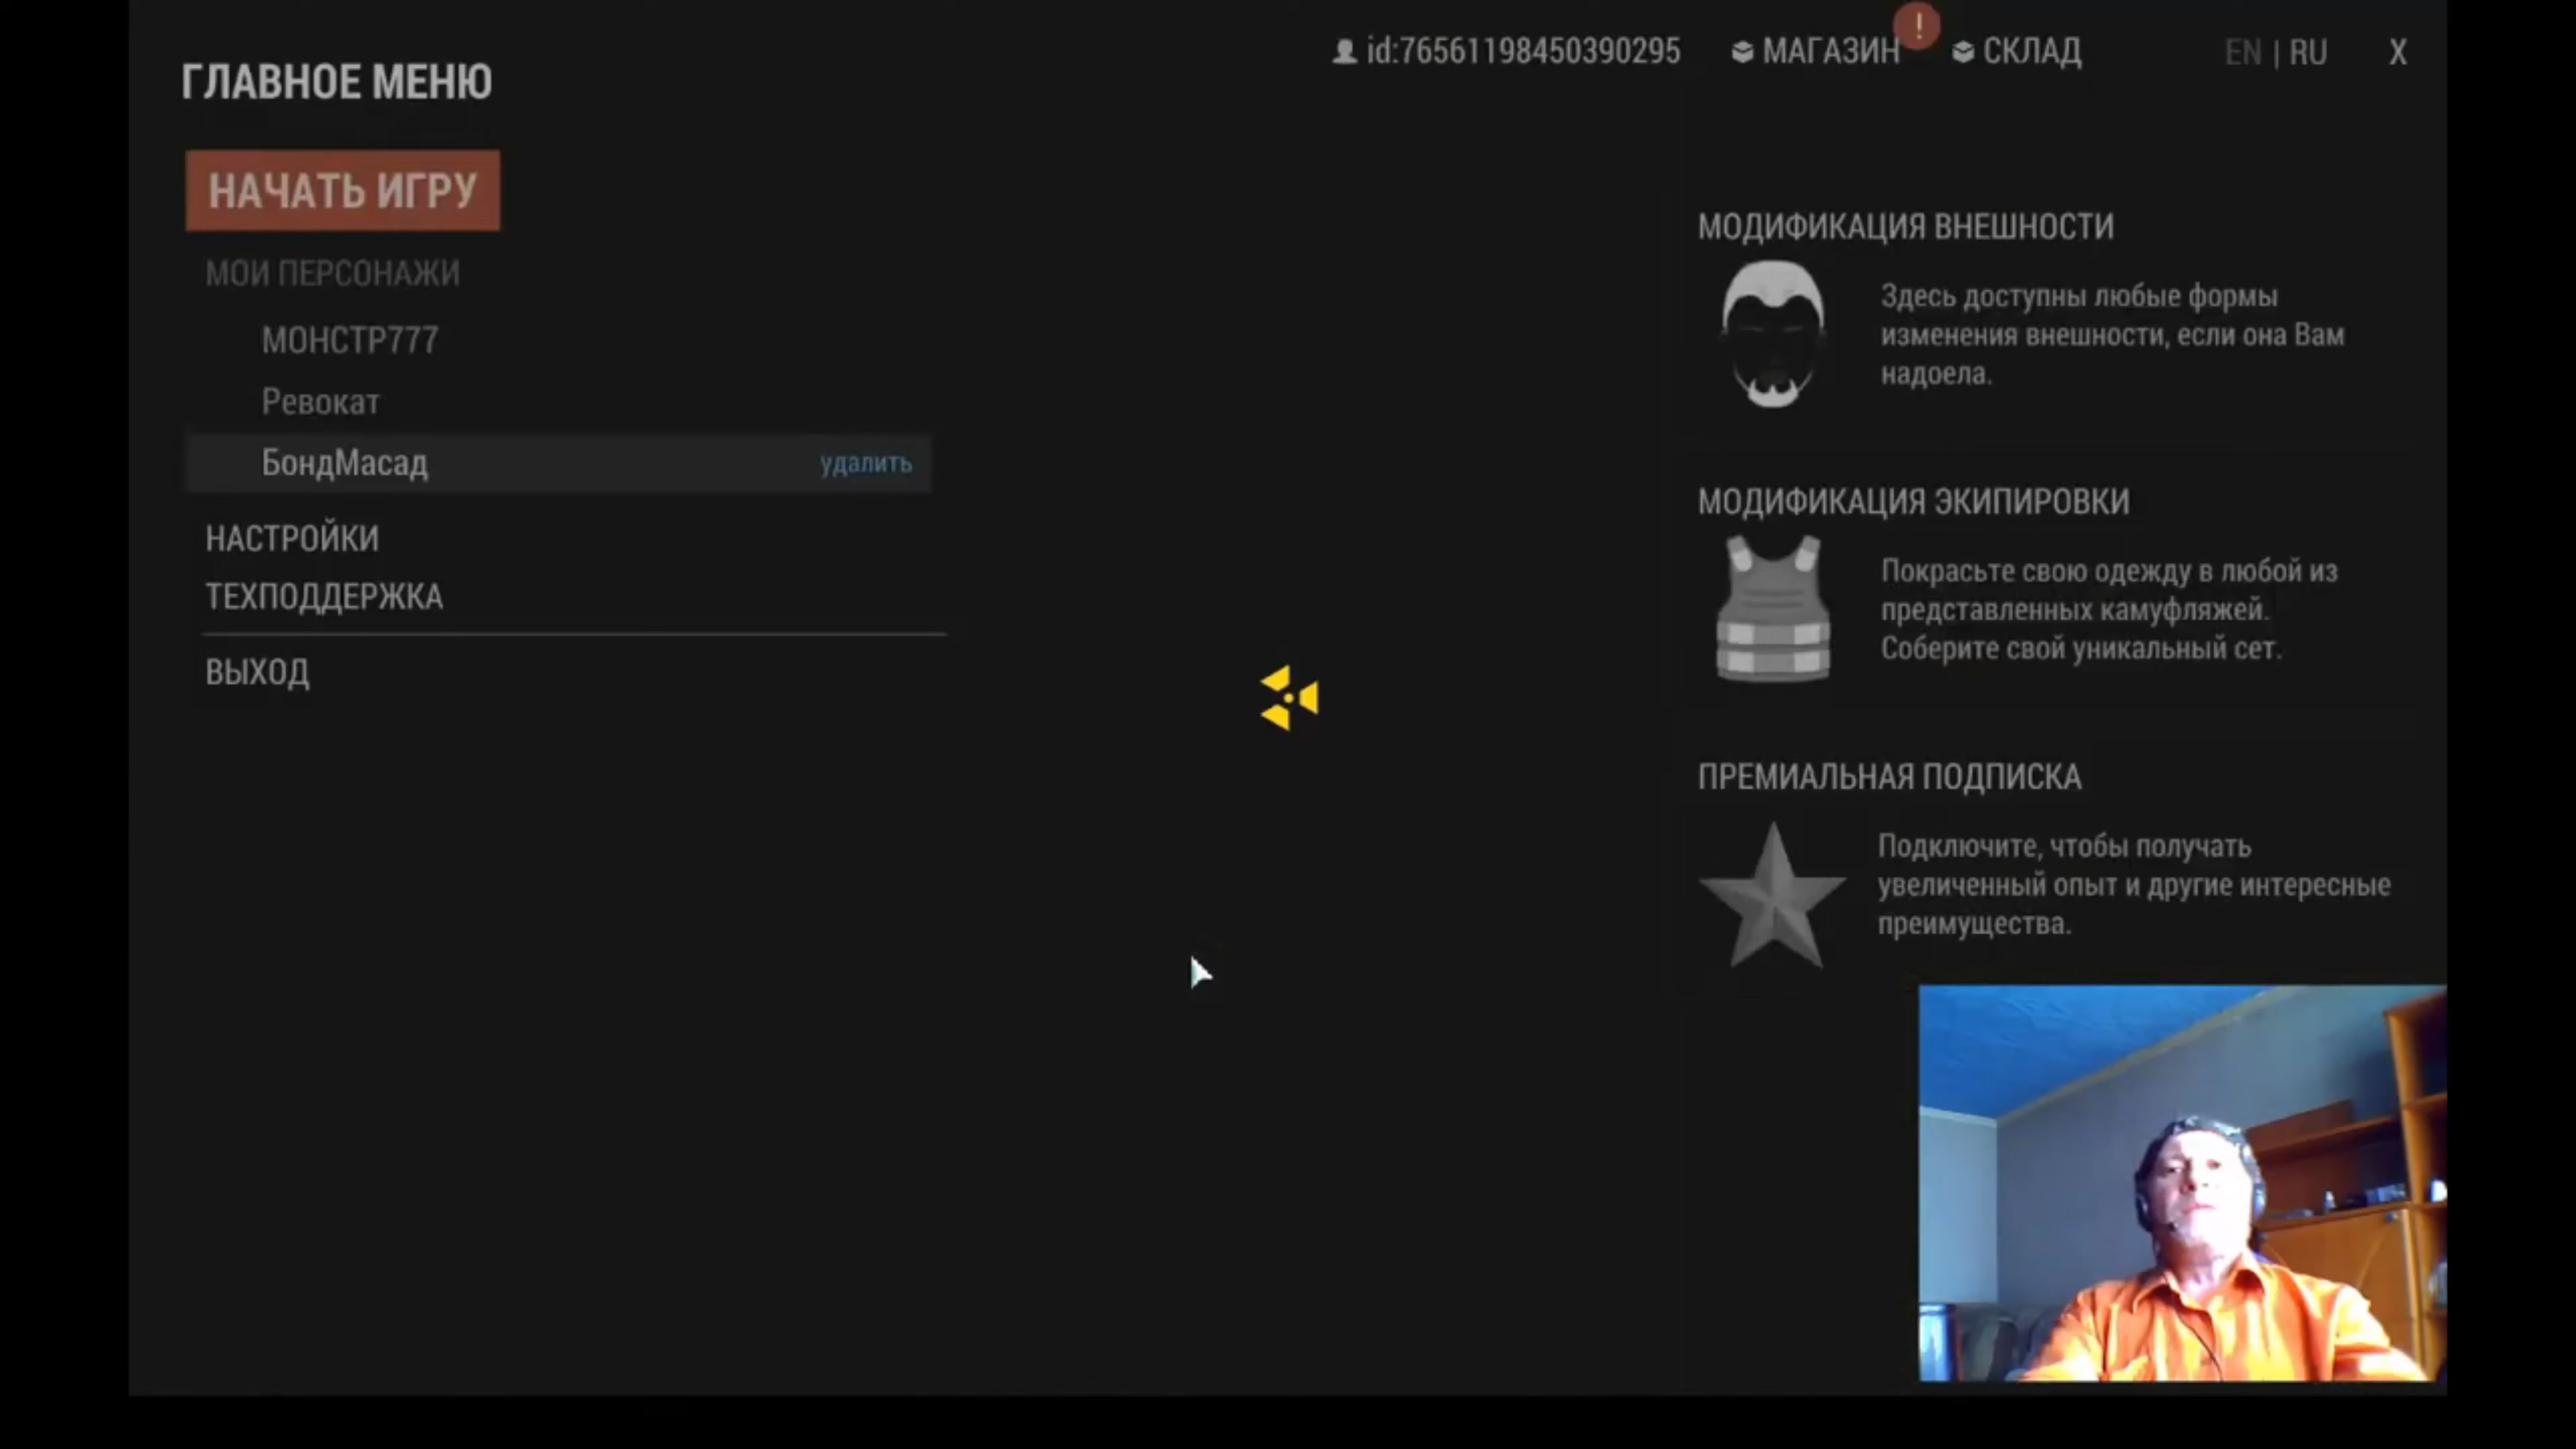 id:76561198450390295
МАГАЗИН
!
СКЛАД
EN | RU
X
ГЛАВНОЕ МЕНЮ
НАЧАТЬ ИГРУ
МОИ ПЕРСОНАЖИ
МОНСТР777
Ревокат
БондМасад
удалить
НАСТРОЙКИ
ТЕХПОДДЕРЖКА
ВЫХОД
МОДИФИКАЦИЯ ВНЕШНОСТИ
Здесь доступны любые формы
изменения внешности, если она Вам
надоела.
МОДИФИКАЦИЯ ЭКИПИРОВКИ
Покрасьте свою одежду в любой из
представленных камуфляжей.
Соберите свой уникальный сет.
ПРЕМИАЛЬНАЯ ПОДПИСКА
Подключите, чтобы получать
увеличенный опыт и другие интересные
преимущества.